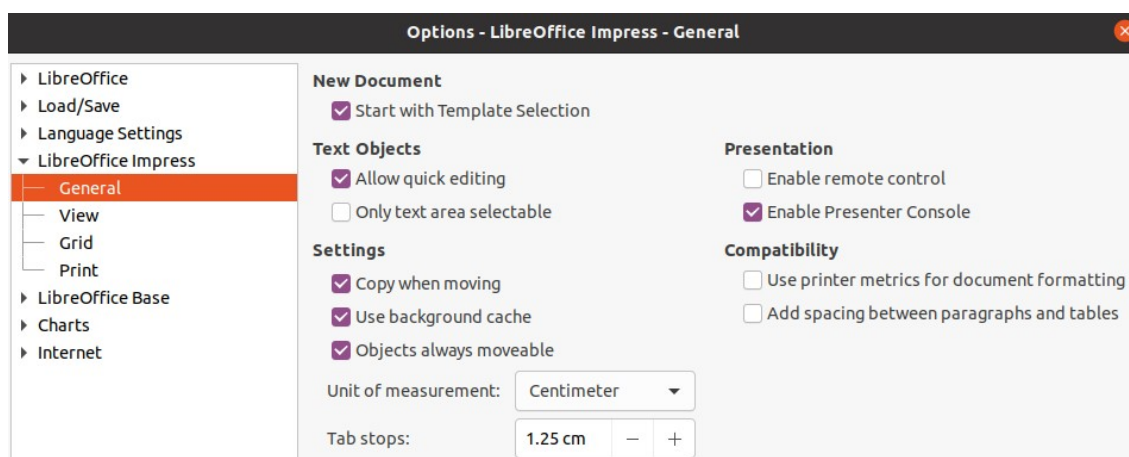 Options - LibreOffice Impress - General
LibreOffice
Load/Save
Language Settings
LibreOffice Impress
General
View
Grid
Print
LibreOffice Base
Charts
Internet
New Document
Start with Template Selection
Text Objects
Allow quick editing
Only text area selectable
Settings
Copy when moving
Use background cache
Objects always moveable
Unit of measurement: Centimeter
Tab stops: 1.25 cm − +
Presentation
Enable remote control
Enable Presenter Console
Compatibility
Use printer metrics for document formatting
Add spacing between paragraphs and tables